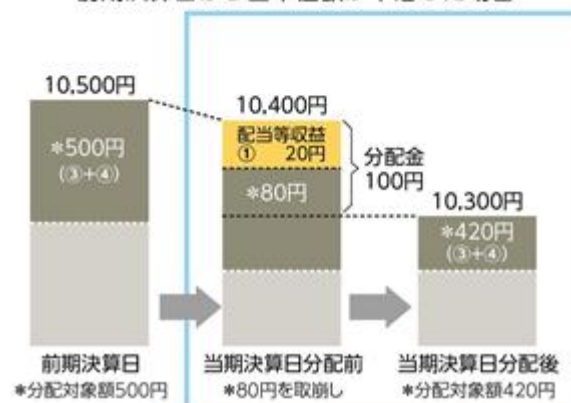 10,500円
*500円
(③+④)
10,400円
配当等収益
① 20円
*80円
分配金
100円
10,300円
*420円
(③+④)
前期決算日
*分配対象額500円
当期決算日分配前
*80円を取崩し
当期決算日分配後
*分配対象額420円